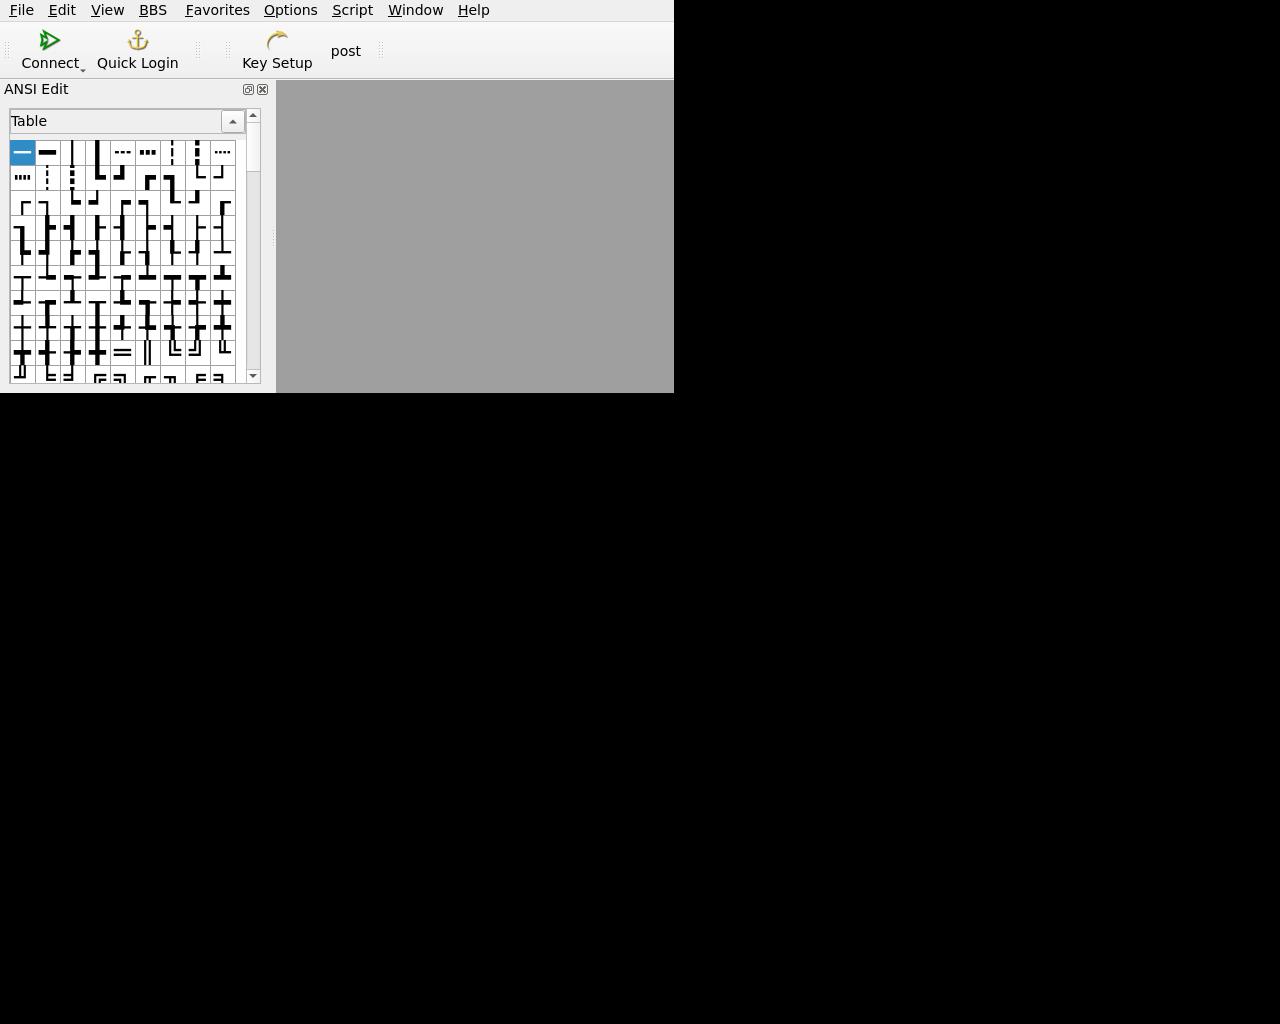 File Edit View BBS Favorites Options Script Window Help
Connect Quick Login Key Setup post
ANSI Edit
Table